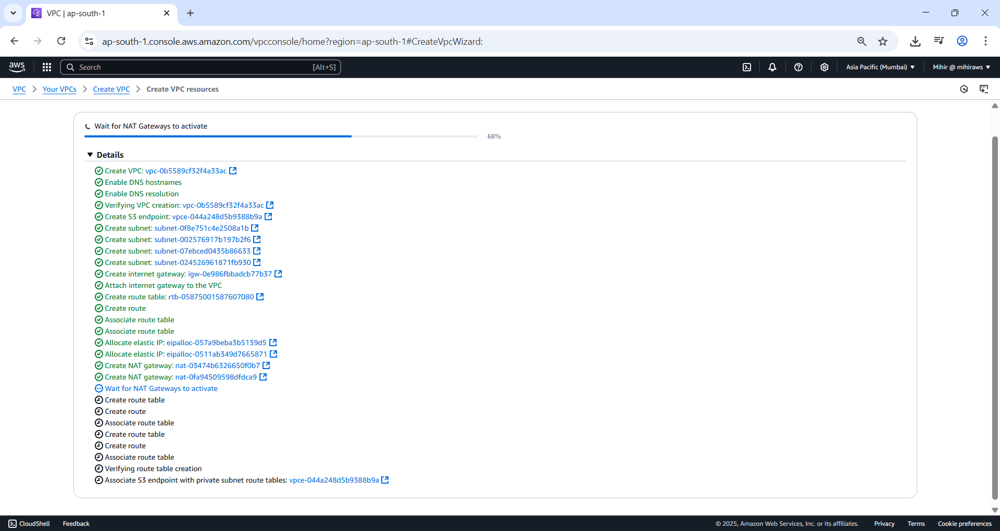 VPC | ap-south-1
ap-south-1.console.aws.amazon.com/vpcconsole/home?region=ap-south-1#CreateVpcWizard:
aws Search [Alt+S] Asia Pacific (Mumbai) Mihir @ mihiraws
VPC Your VPCs Create VPC Create VPC resources
Wait for NAT Gateways to activate
68%
Details
Create VPC: vpc-0b5589cf32f4a33ac
Enable DNS hostnames
Enable DNS resolution
Verifying VPC creation: vpc-0b5589cf32f4a33ac
Create S3 endpoint: vpce-044a248d5b9388b9a
Create subnet: subnet-0f8e751c4e2508a1b
Create subnet: subnet-002576917b197b2f6
Create subnet: subnet-07ebced0435b86633
Create subnet: subnet-024526961871fb930
Create internet gateway: igw-0e986fbbadcb77b37
Attach internet gateway to the VPC
Create route table: rtb-05875001587607080
Create route
Associate route table
Associate route table
Allocate elastic IP: eipalloc-057a9beba3b5139d5
Allocate elastic IP: eipalloc-0511ab349d7665871
Create NAT gateway: nat-03474b6326650f0b7
Create NAT gateway: nat-0fa94509598dfdca9
Wait for NAT Gateways to activate
Create route table
Create route
Associate route table
Create route table
Create route
Associate route table
Verifying route table creation
Associate S3 endpoint with private subnet route tables: vpce-044a248d5b9388b9a
CloudShell Feedback © 2025, Amazon Web Services, Inc. or its affiliates. Privacy Terms Cookie preferences